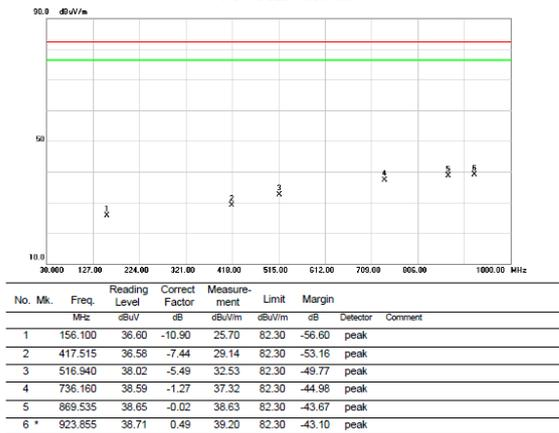 90.0 dBuV/m
50
10.0
1
2
3
4
5
6
30.000 127.00 224.00 321.00 418.00 515.00 612.00 709.00 806.00 1000.00 MHz
No. Mk. Freq. Reading Level Correct Factor Measure-ment Limit Margin
MHz dBuV dB dBuV/m dBuV/m dB Detector Comment
1 156.100 36.60 -10.90 25.70 82.30 -56.60 peak
2 417.515 36.58 -7.44 29.14 82.30 -53.16 peak
3 516.940 38.02 -5.49 32.53 82.30 -49.77 peak
4 736.160 38.59 -1.27 37.32 82.30 -44.98 peak
5 869.535 38.65 -0.02 38.63 82.30 -43.67 peak
6 * 923.855 38.71 0.49 39.20 82.30 -43.10 peak